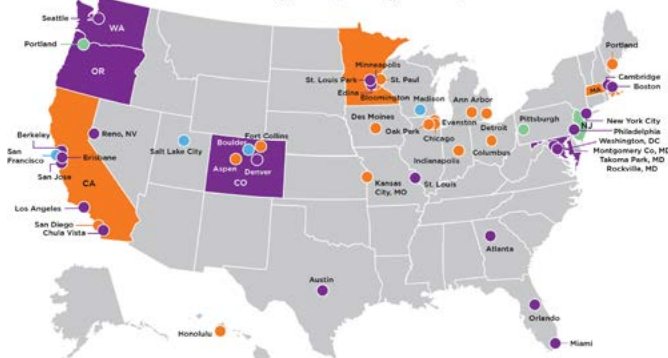 Seattle
WA
Portland
OR
Berkeley
San
Francisco
San Jose
Reno, NV
Brisbane
CA
Los Angeles
San Diego
Chula Vista
Salt Lake City
Boulder
Fort Collins
Aspen
Denver
CO
Minneapolis
St. Louis Park
St. Paul
Edina
Bloomington
Madison
Ann Arbor
Des Moines
Oak Park
Evanston
Chicago
Detroit
Indianapolis
Columbus
Kansas
City, MO
St. Louis
Pittsburgh
Portland
Cambridge
MA
Boston
New York City
NJ
Philadelphia
Washington, DC
Montgomery Co, MD
Takoma Park, MD
Rockville, MD
Atlanta
Austin
Orlando
Miami
Honolulu